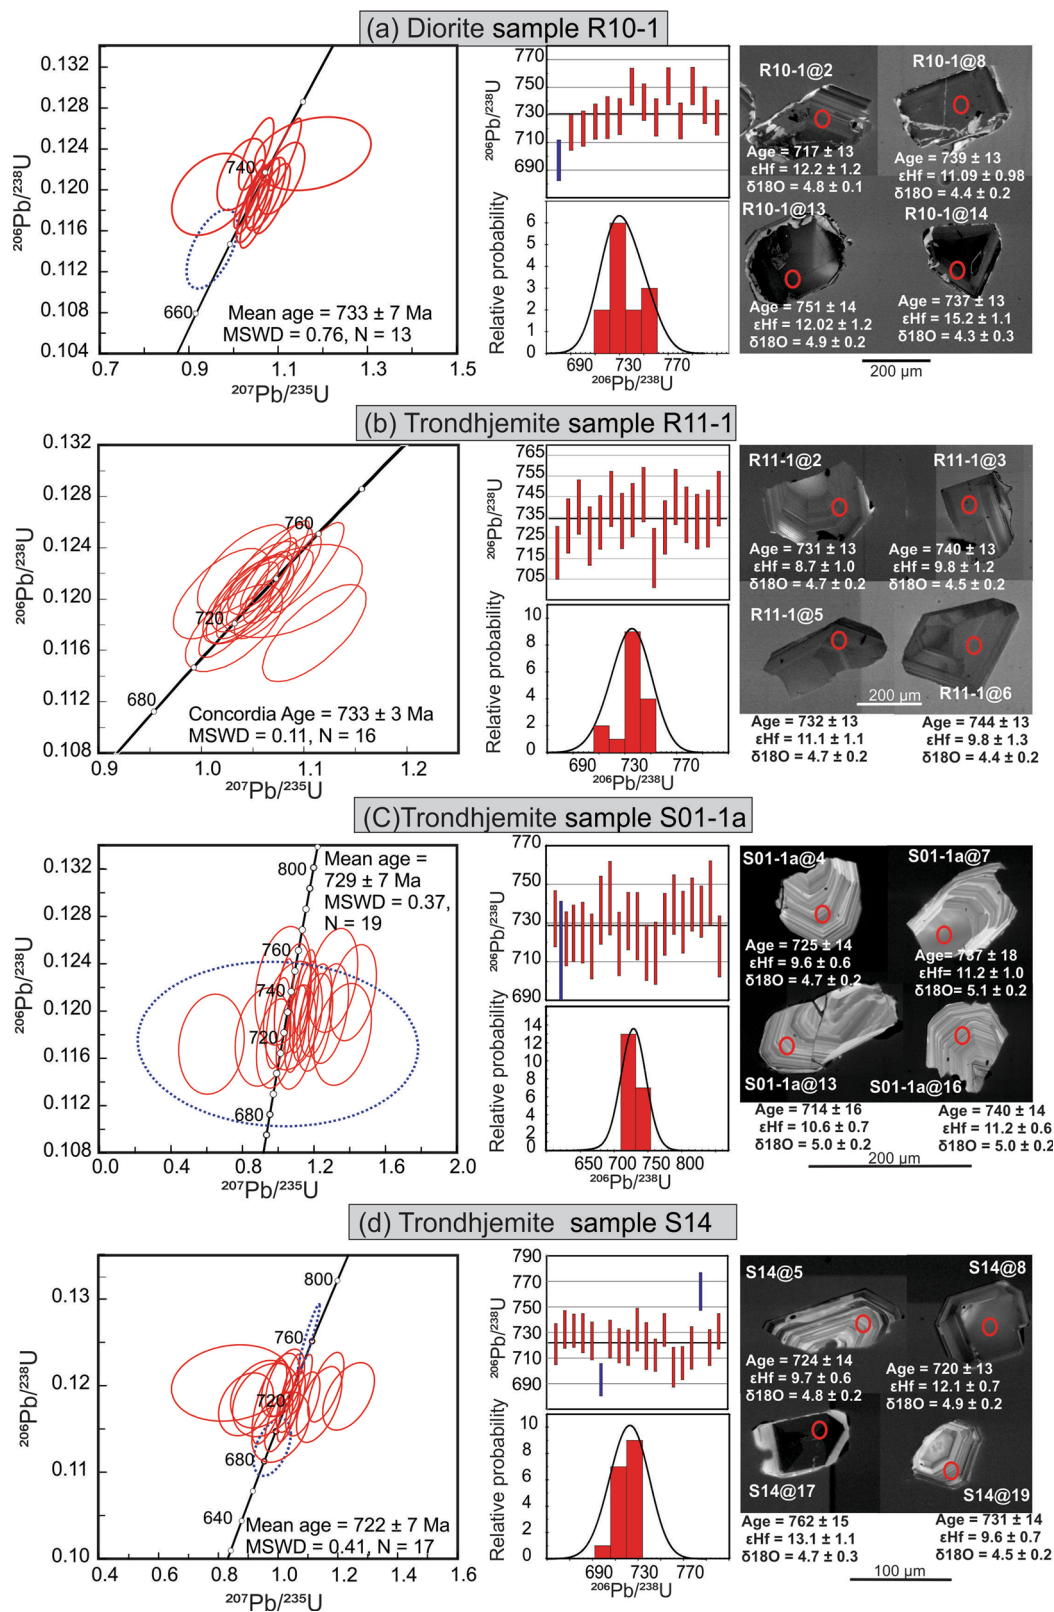 (a) Diorite sample R10-1
0.132
0.128
0.124
0.120
0.116
0.112
0.108
0.104
²⁰⁶Pb/²³⁸U
740
660
Mean age = 733 ± 7 Ma
MSWD = 0.76, N = 13
0.7
0.9
1.1
1.3
1.5
²⁰⁷Pb/²³⁵U
770
750
730
710
690
²⁰⁶Pb/²³⁸U
6
5
4
3
2
1
0
Relative probability
690
730
770
²⁰⁶Pb/²³⁸U
R10-1@2
Age = 717 ± 13
εHf = 12.2 ± 1.2
δ18O = 4.8 ± 0.1
R10-1@8
Age = 739 ± 13
εHf = 11.09 ± 0.98
δ18O = 4.4 ± 0.2
R10-1@13
Age = 751 ± 14
εHf = 12.02 ± 1.2
δ18O = 4.9 ± 0.2
R10-1@14
Age = 737 ± 13
εHf = 15.2 ± 1.1
δ18O = 4.3 ± 0.3
200 µm
(b) Trondhjemite sample R11-1
0.132
0.128
0.124
0.120
0.116
0.112
0.108
²⁰⁶Pb/²³⁸U
760
720
680
Concordia Age = 733 ± 3 Ma
MSWD = 0.11, N = 16
0.9
1.0
1.1
1.2
²⁰⁷Pb/²³⁵U
765
755
745
735
725
715
705
²⁰⁶Pb/²³⁸U
10
8
6
4
2
0
Relative probability
690
730
770
²⁰⁶Pb/²³⁸U
R11-1@2
Age = 731 ± 13
εHf = 8.7 ± 1.0
δ18O = 4.7 ± 0.2
R11-1@3
Age = 740 ± 13
εHf = 9.8 ± 1.2
δ18O = 4.5 ± 0.2
R11-1@5
200 µm
R11-1@6
Age = 732 ± 13
εHf = 11.1 ± 1.1
δ18O = 4.7 ± 0.2
Age = 744 ± 13
εHf = 9.8 ± 1.3
δ18O = 4.4 ± 0.2
(C)Trondhjemite sample S01-1a
0.132
0.128
0.124
0.120
0.116
0.112
0.108
²⁰⁶Pb/²³⁸U
800
760
740
720
680
Mean age =
729 ± 7 Ma
MSWD = 0.37,
N = 19
0.0
0.4
0.8
1.2
1.6
2.0
²⁰⁷Pb/²³⁵U
770
750
730
710
690
²⁰⁶Pb/²³⁸U
14
12
10
8
6
4
2
0
Relative probability
650
700
750
800
²⁰⁶Pb/²³⁸U
S01-1a@4
Age = 725 ± 14
εHf = 9.6 ± 0.6
δ18O = 4.7 ± 0.2
S01-1a@7
Age = 737 ± 18
εHf= 11.2 ± 1.0
δ18O= 5.1 ± 0.2
S01-1a@13
S01-1a@16
Age = 714 ± 16
εHf = 10.6 ± 0.7
δ18O = 5.0 ± 0.2
Age = 740 ± 14
εHf = 11.2 ± 0.6
δ18O = 5.0 ± 0.2
200 µm
(d) Trondhjemite sample S14
0.13
0.12
0.11
0.10
²⁰⁶Pb/²³⁸U
800
760
720
680
640
Mean age = 722 ± 7 Ma
MSWD = 0.41, N = 17
0.4
0.6
0.8
1.0
1.2
1.4
1.6
²⁰⁷Pb/²³⁵U
790
770
750
730
710
690
²⁰⁶Pb/²³⁸U
10
8
6
4
2
0
Relative probability
690
730
770
²⁰⁶Pb/²³⁸U
S14@5
Age = 724 ± 14
εHf = 9.7 ± 0.6
δ18O = 4.8 ± 0.2
S14@8
Age = 720 ± 13
εHf = 12.1 ± 0.7
δ18O = 4.9 ± 0.2
S14@17
S14@19
Age = 762 ± 15
εHf = 13.1 ± 1.1
δ18O = 4.7 ± 0.3
Age = 731 ± 14
εHf = 9.6 ± 0.7
δ18O = 4.5 ± 0.2
100 µm